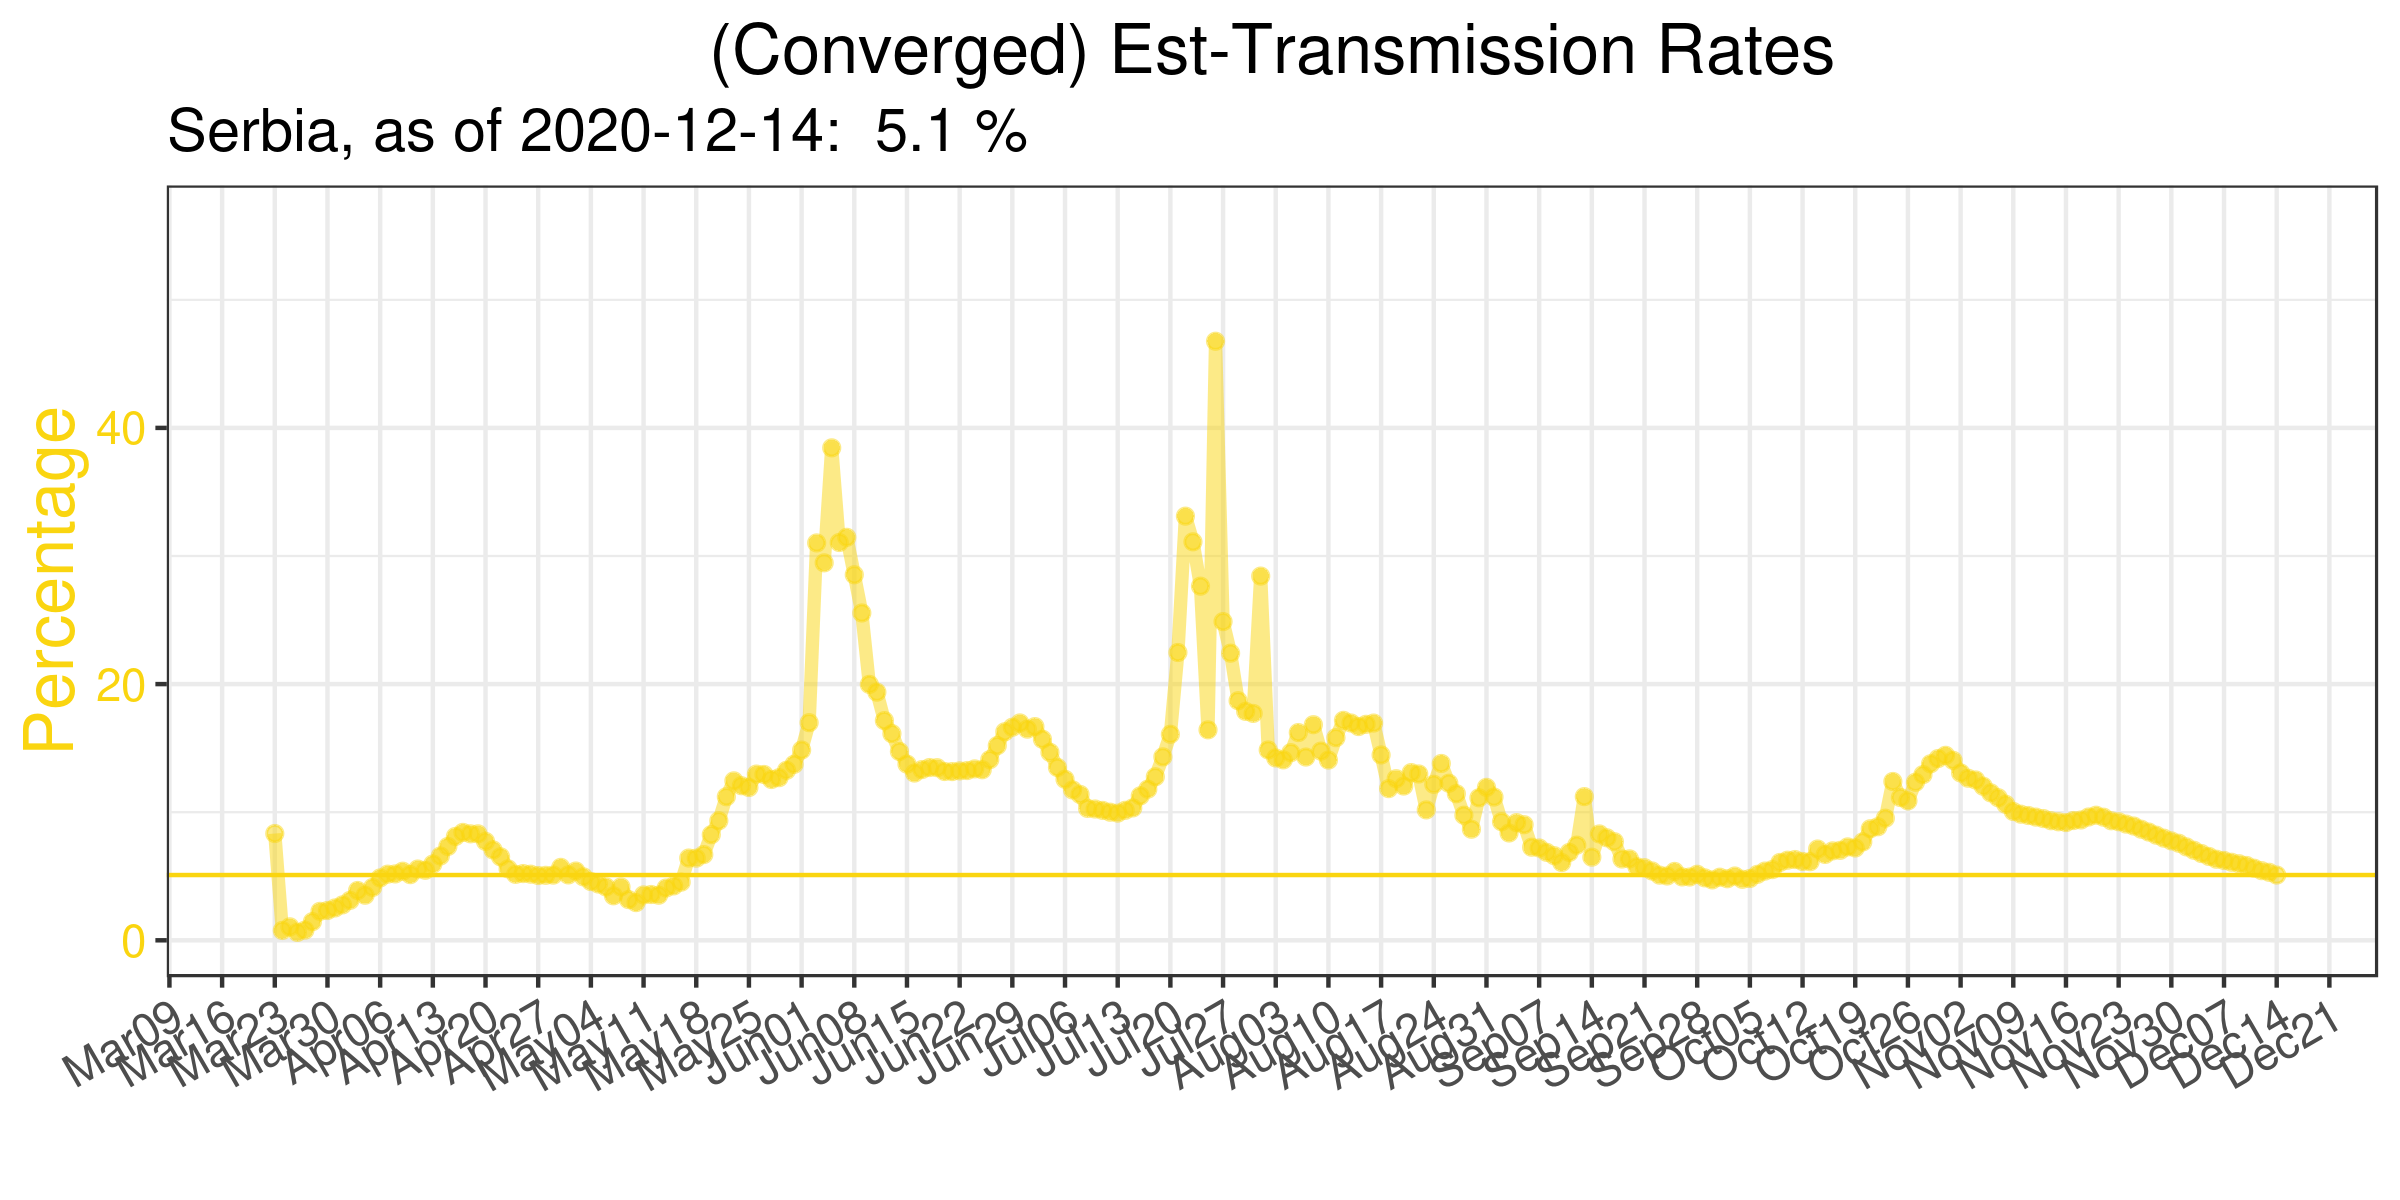 (Converged) Est-Transmission Rates
Serbia, as of 2020-12-14:  5.1 %
Percentage
40
20
0
Mar09
Mar16
Mar23
Mar30
Apr06
Apr13
Apr20
Apr27
May04
May11
May18
May25
Jun01
Jun08
Jun15
Jun22
Jun29
Jul06
Jul13
Jul20
Jul27
Aug03
Aug10
Aug17
Aug24
Aug31
Sep07
Sep14
Sep21
Sep28
Oct05
Oct12
Oct19
Oct26
Nov02
Nov09
Nov16
Nov23
Nov30
Dec07
Dec14
Dec21